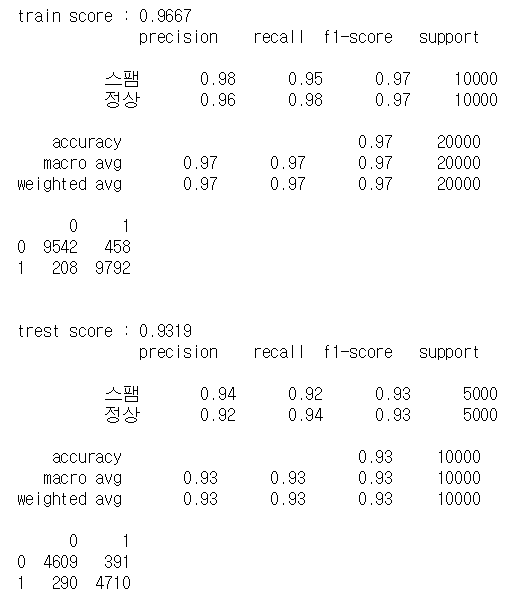 train score : 0.9667
precision recall f1-score support
스팸 0.98 0.95 0.97 10000
정상 0.96 0.98 0.97 10000
accuracy 0.97 20000
macro avg 0.97 0.97 0.97 20000
weighted avg 0.97 0.97 0.97 20000
0 1
0 9542 458
1 208 9792
trest score : 0.9319
precision recall f1-score support
스팸 0.94 0.92 0.93 5000
정상 0.92 0.94 0.93 5000
accuracy 0.93 10000
macro avg 0.93 0.93 0.93 10000
weighted avg 0.93 0.93 0.93 10000
0 1
0 4609 391
1 290 4710